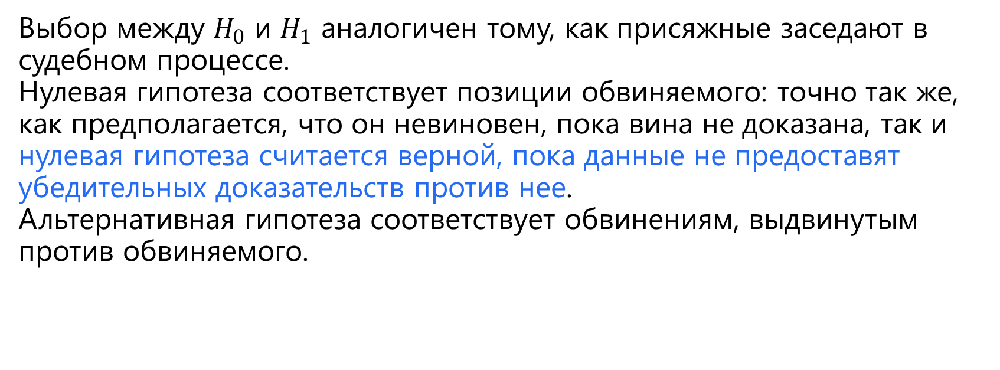 Выбор между H₀ и H₁ аналогичен тому, как присяжные заседают в
судебном процессе.
Нулевая гипотеза соответствует позиции обвиняемого: точно так же,
как предполагается, что он невиновен, пока вина не доказана, так и
нулевая гипотеза считается верной, пока данные не предоставят
убедительных доказательств против нее.
Альтернативная гипотеза соответствует обвинениям, выдвинутым
против обвиняемого.